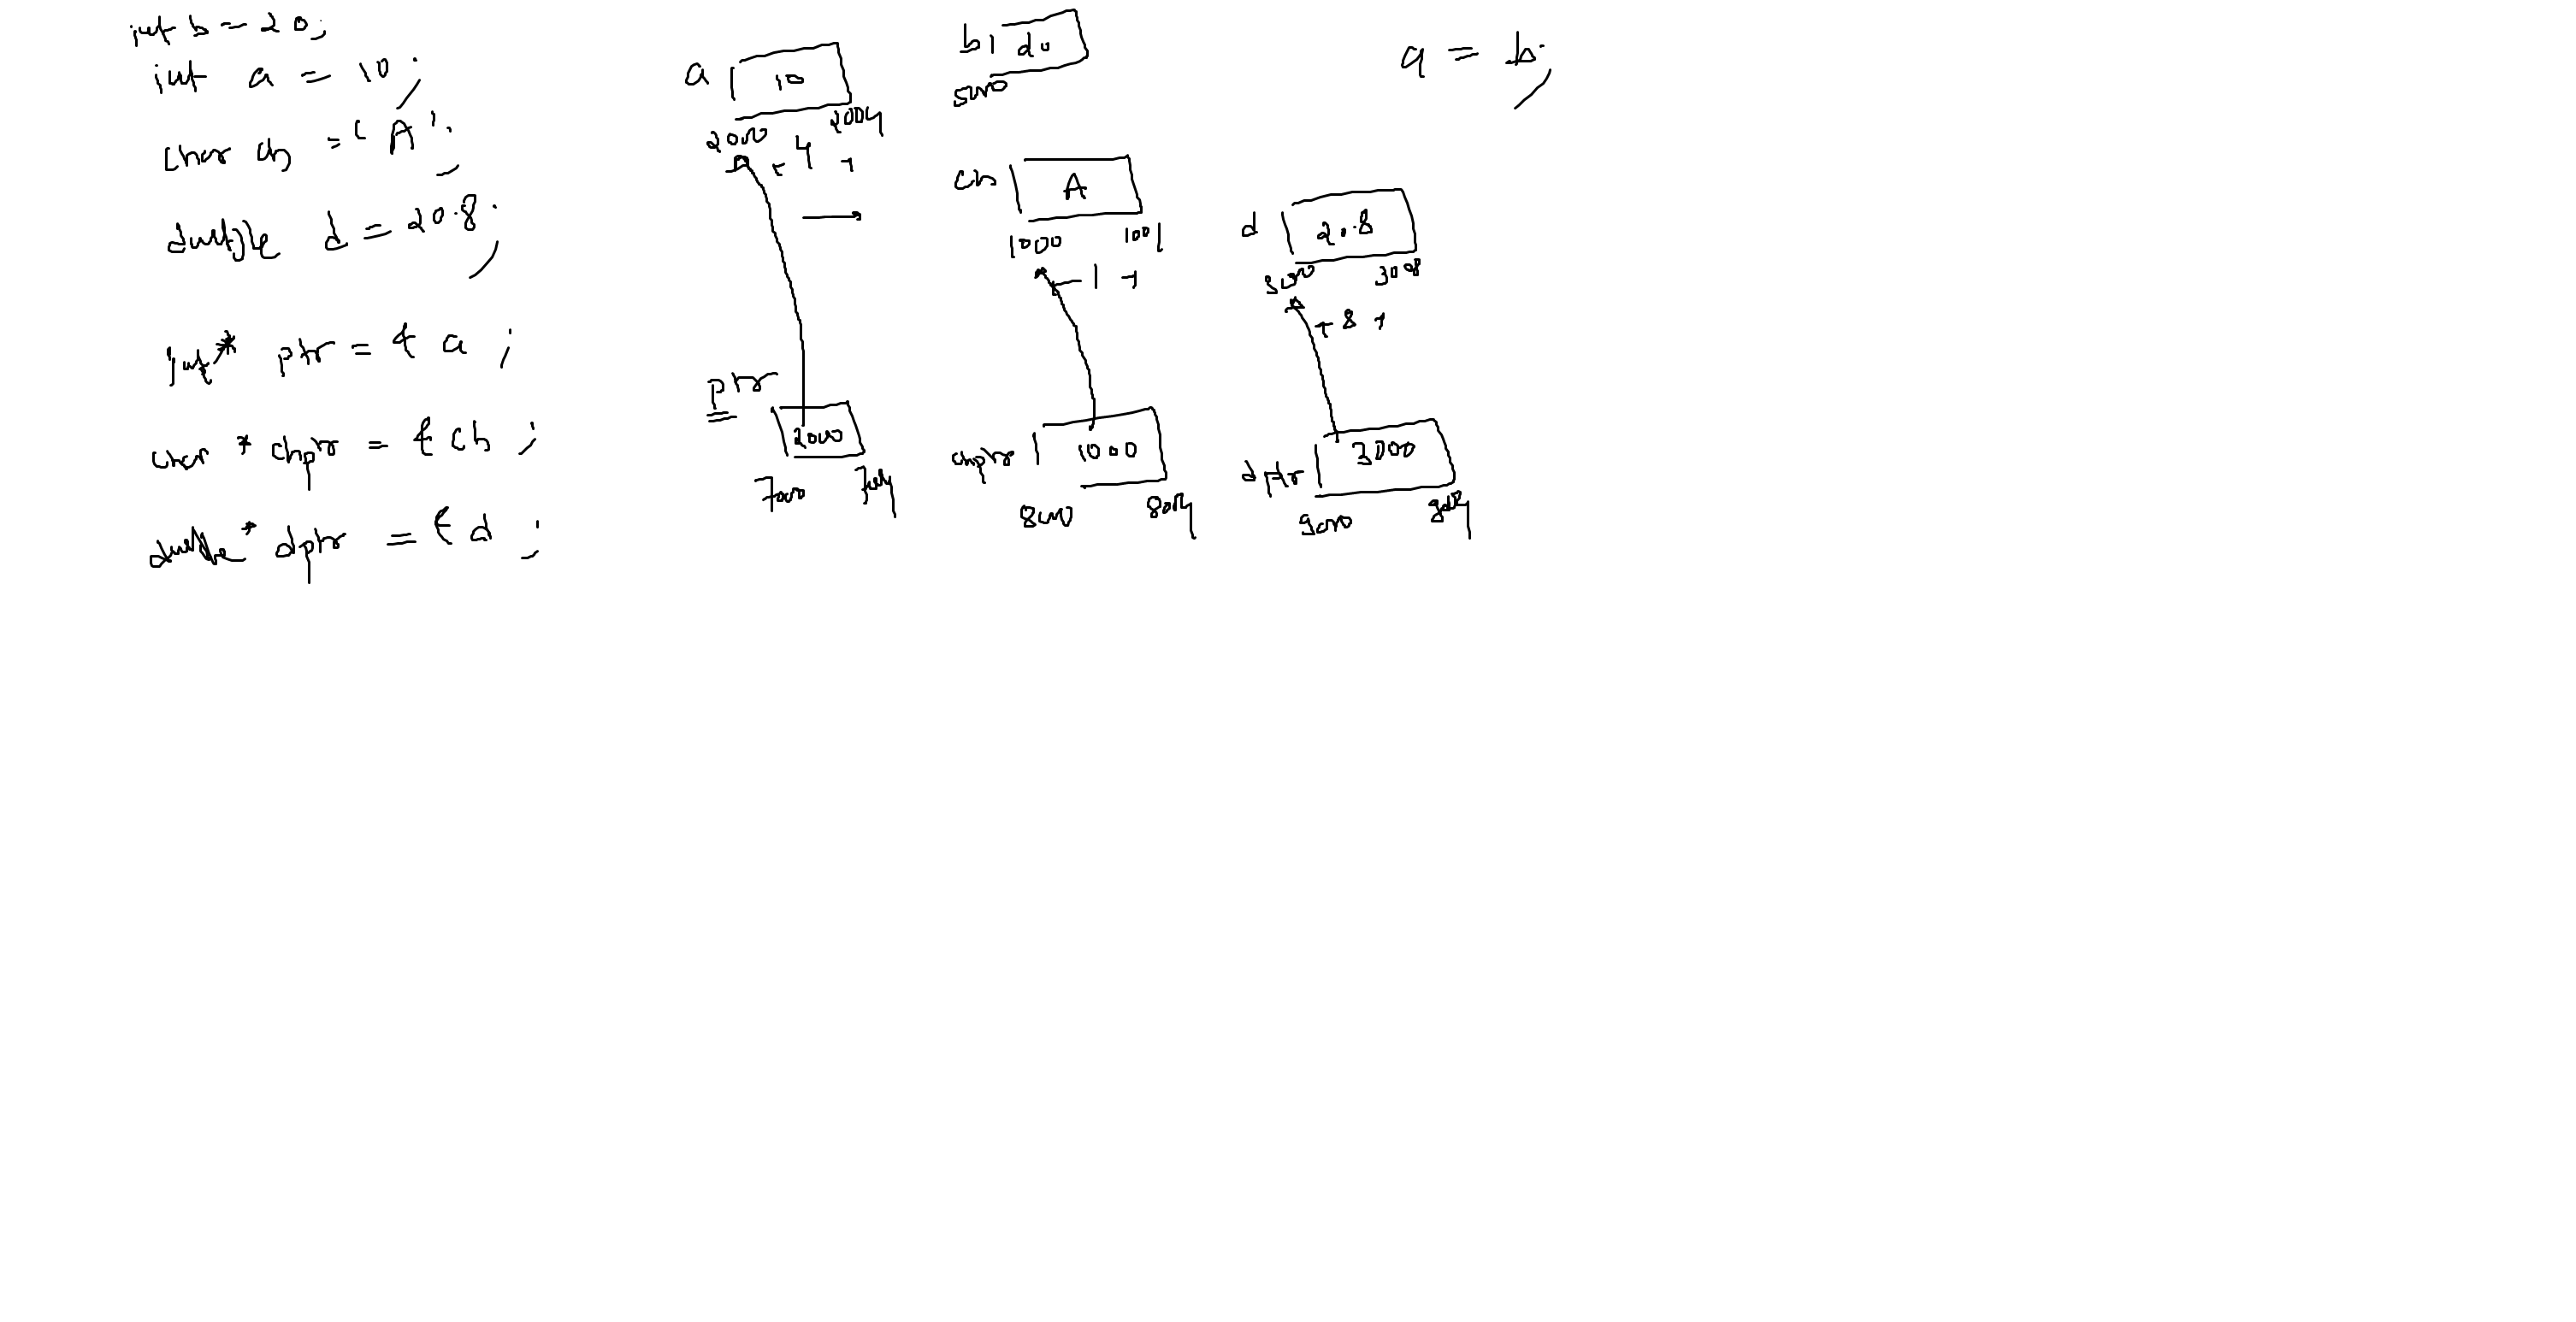 int b = 20;
int a = 10;
char ch = 'A';
double d = 20.8;
int* ptr = & a ;
char * chptr = & ch ;
double * dptr = & d ;
a 10
2000 2004
← 4 →
b 20
5000
a = b;
ch A
1000 1001
← 1 →
d 20.8
3000 3008
← 8 →
ptr
2000
7000 7004
chptr 1000
8000 8004
dptr 3000
9000 9004